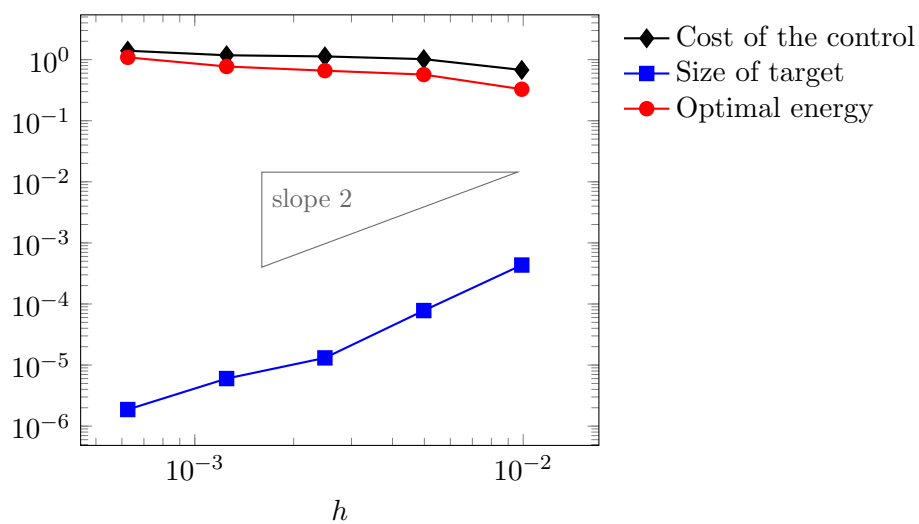 10^0
10^{-1}
10^{-2}
10^{-3}
10^{-4}
10^{-5}
10^{-6}
slope 2
10^{-3}
10^{-2}
h
Cost of the control
Size of target
Optimal energy